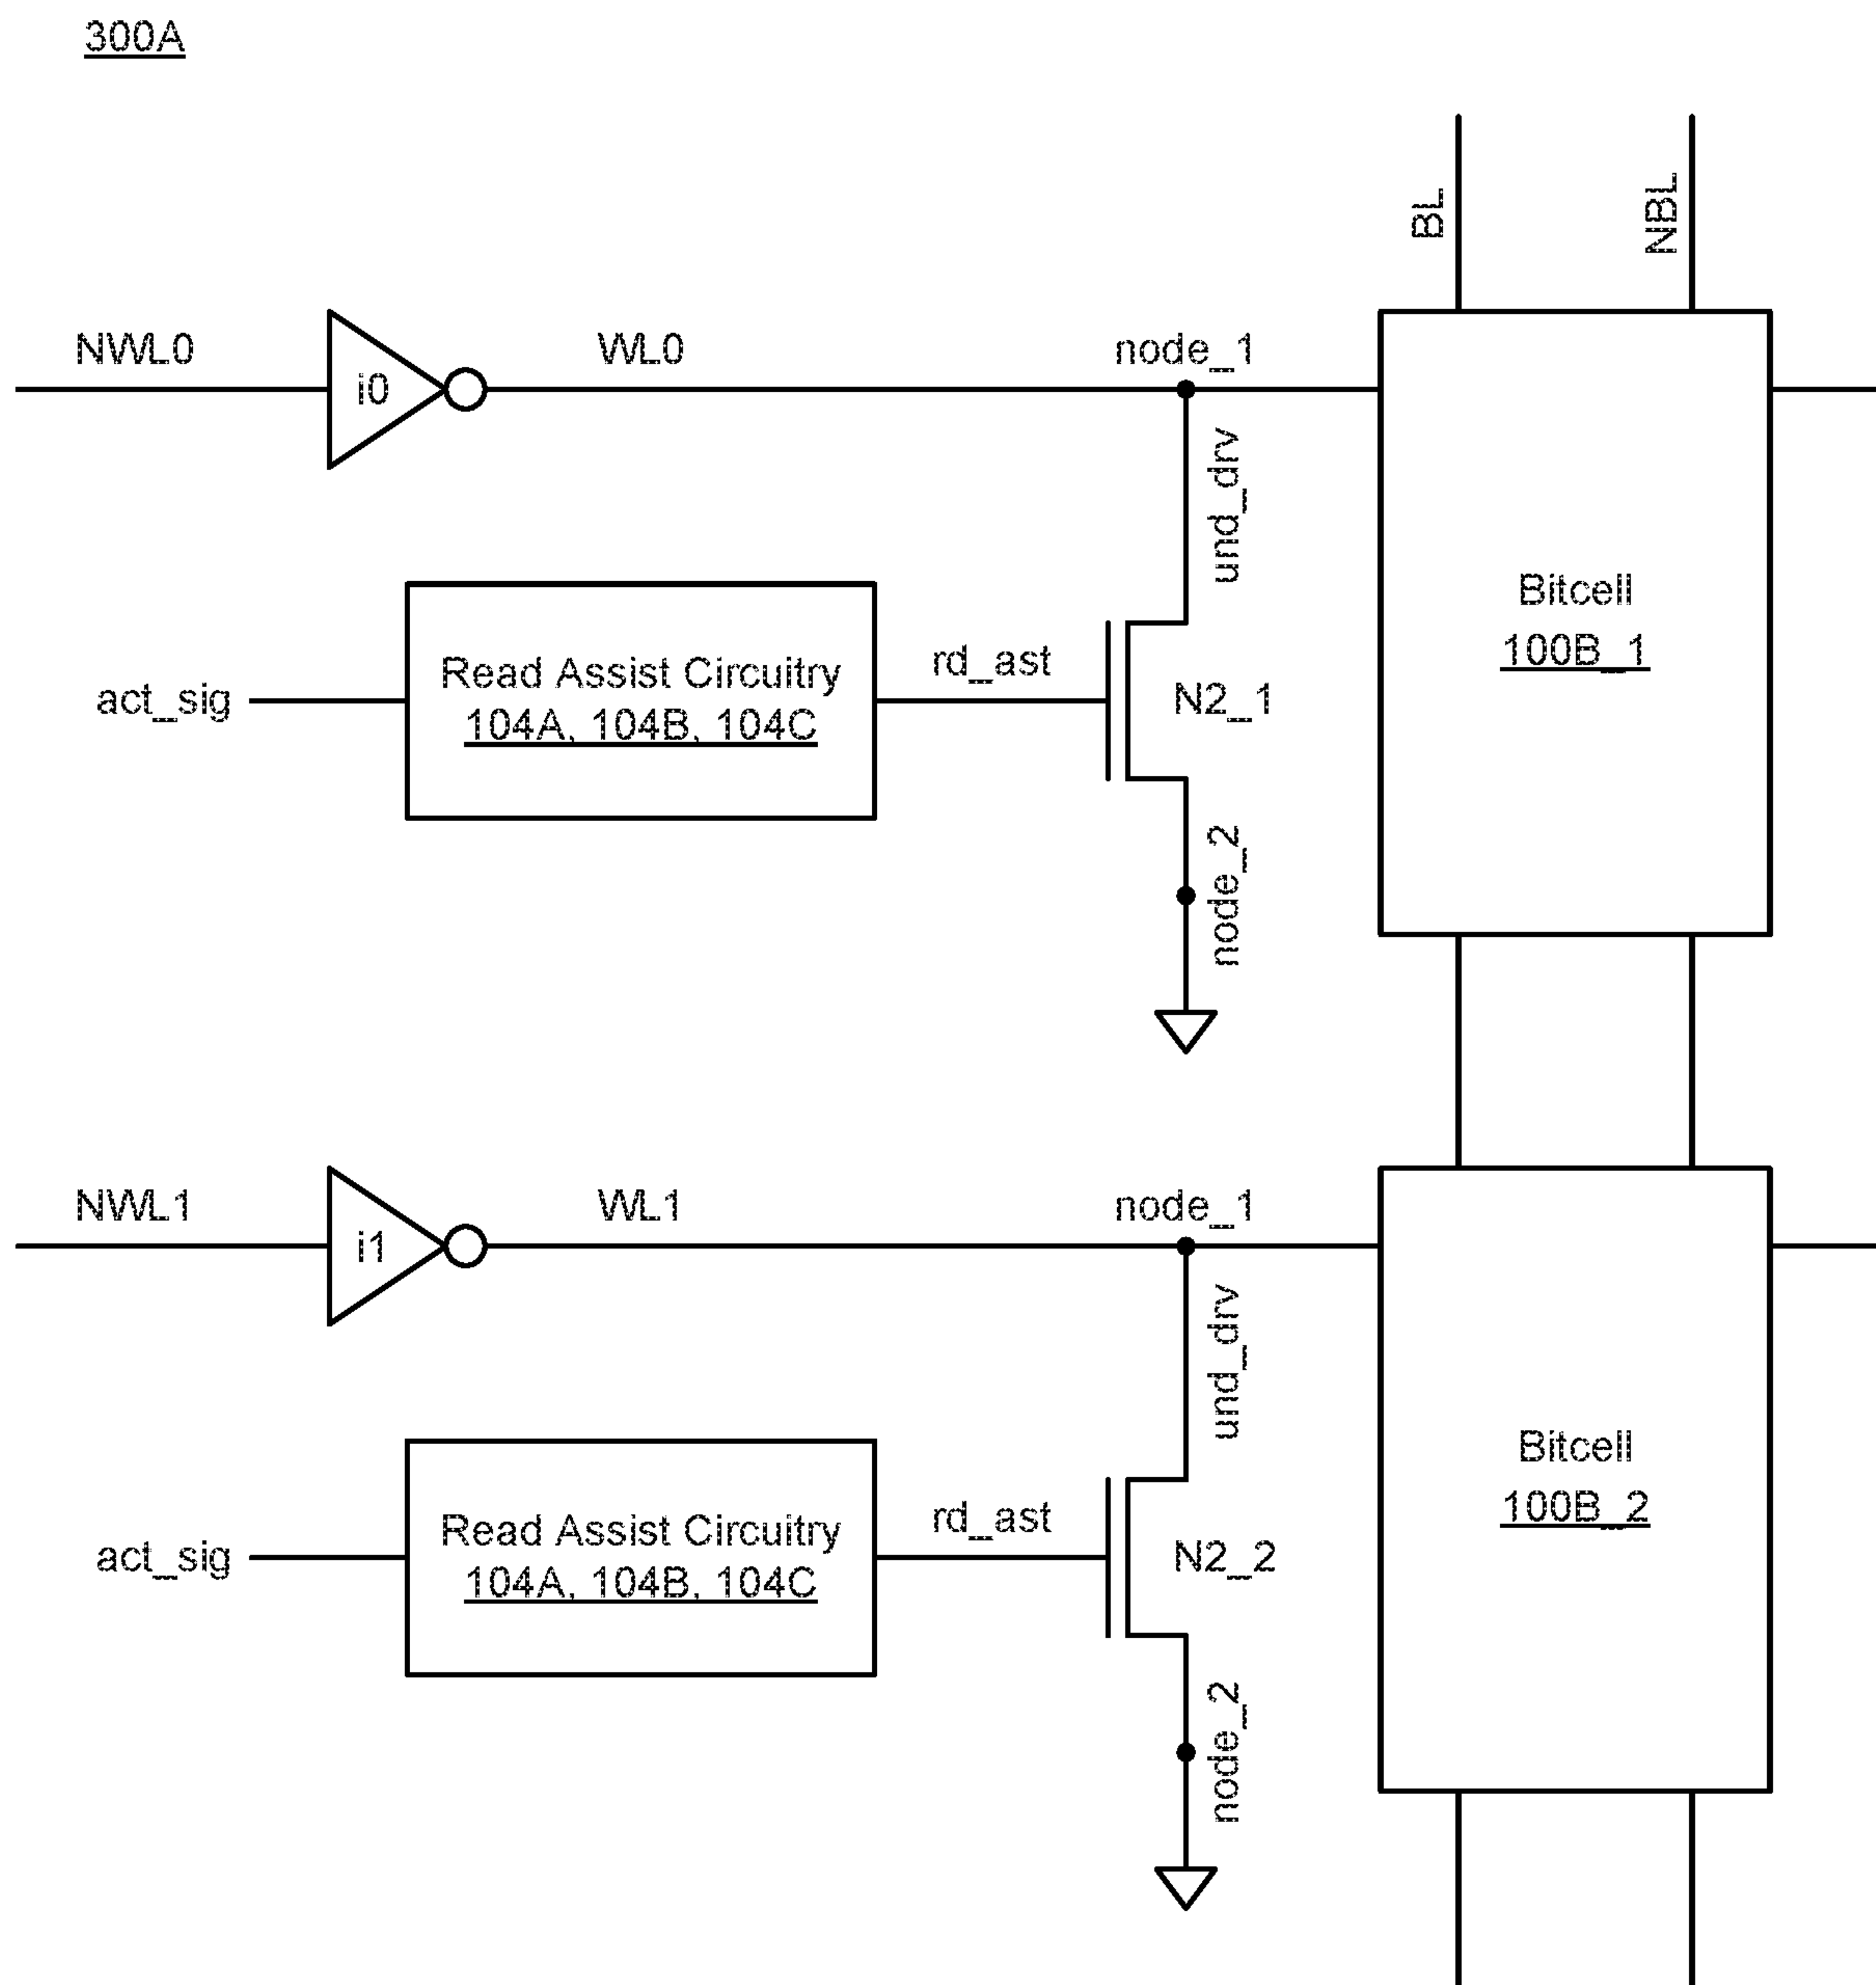 300A
BL
NBL
NWL0
i0
WL0
node_1
und_drv
Bitcell
100B_1
act_sig
Read Assist Circuitry
104A, 104B, 104C
rd_ast
N2_1
node_2
NWL1
i1
WL1
node_1
und_drv
Bitcell
100B_2
act_sig
Read Assist Circuitry
104A, 104B, 104C
rd_ast
N2_2
node_2